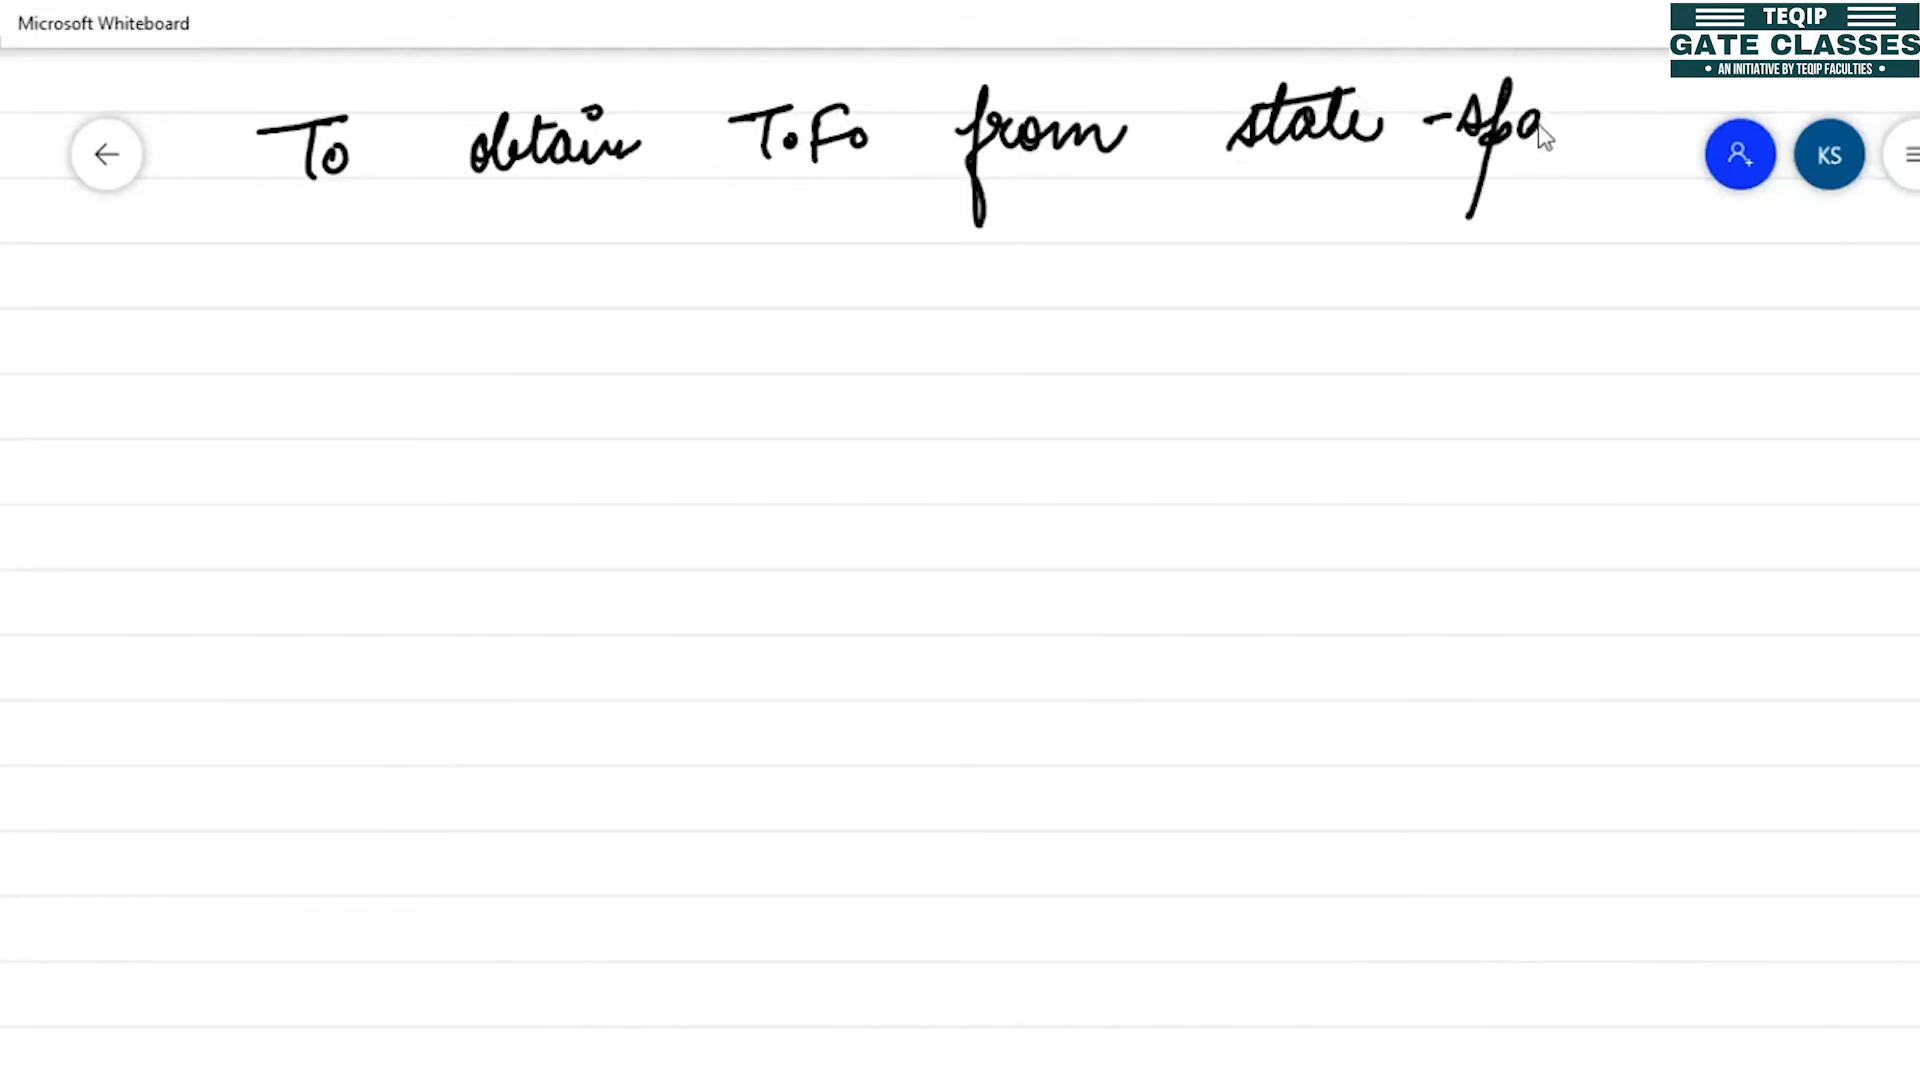 Microsoft Whiteboard
TEQIP
GATE CLASSES
• AN INITIATIVE BY TEQIP FACULTIES •
To obtain T.F. from state-spa
KS